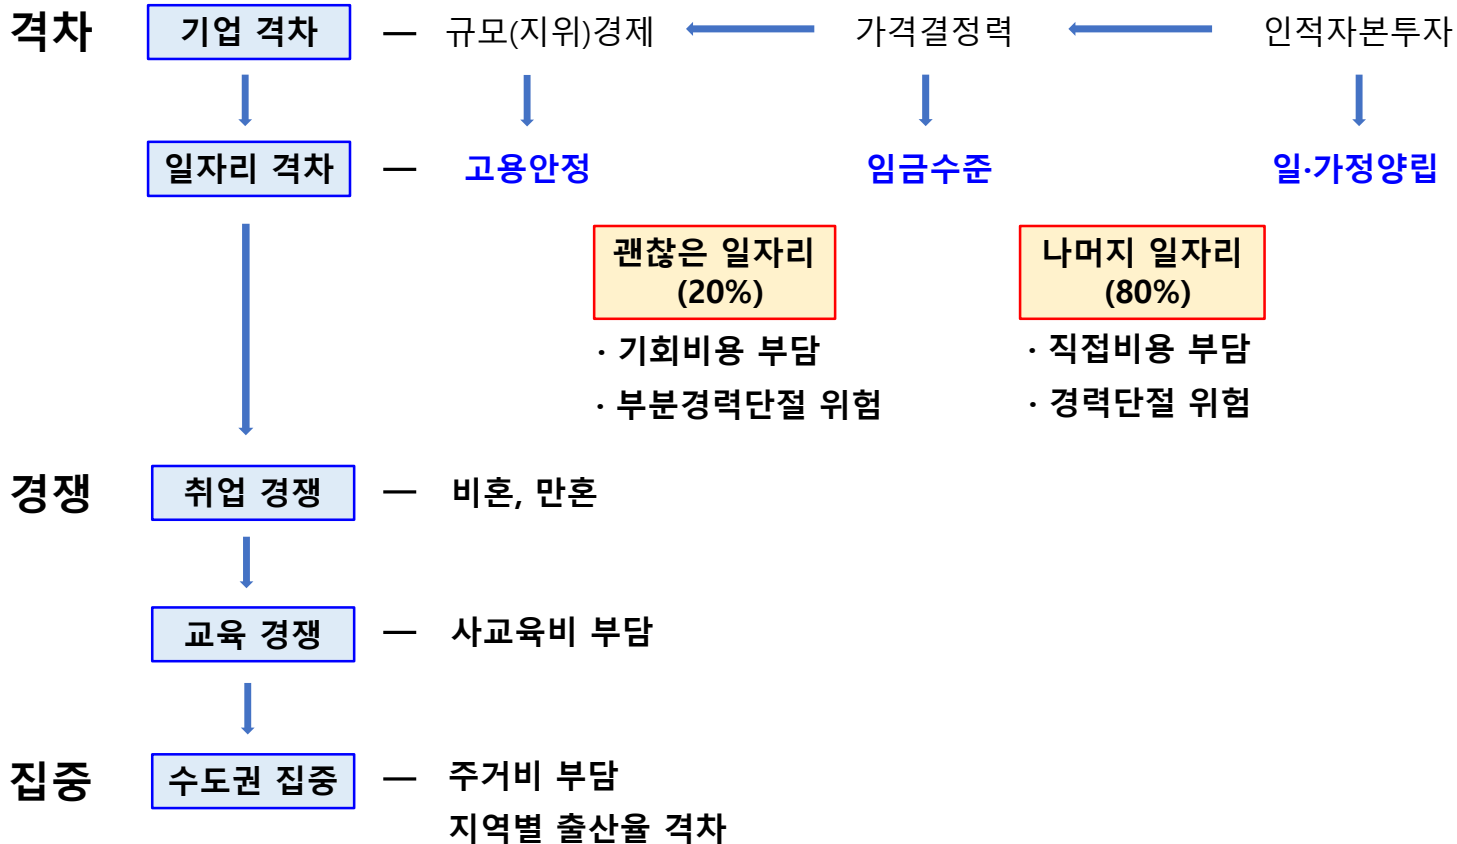 격차 기업 격차 — 규모(지위)경제 가격결정력 인적자본투자
일자리 격차 — 고용안정 임금수준 일·가정양립
괜찮은 일자리
(20%)
· 기회비용 부담
· 부분경력단절 위험
나머지 일자리
(80%)
· 직접비용 부담
· 경력단절 위험
경쟁 취업 경쟁 — 비혼, 만혼
교육 경쟁 — 사교육비 부담
집중 수도권 집중 — 주거비 부담
지역별 출산율 격차